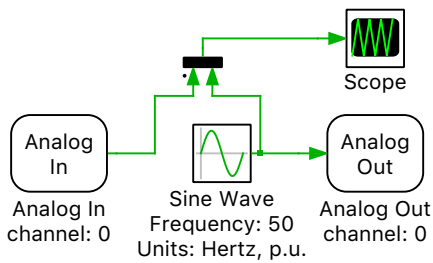 Scope
Analog
In
Analog In
channel: 0
Sine Wave
Frequency: 50
Units: Hertz, p.u.
Analog
Out
Analog Out
channel: 0